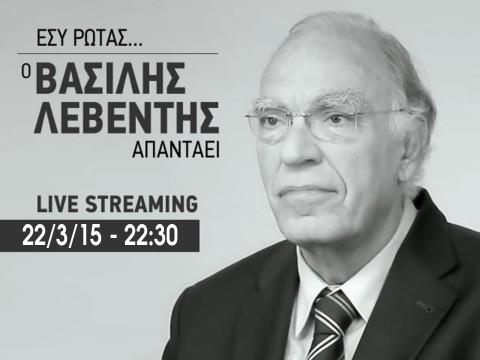 ΕΣΥ ΡΩΤΑΣ...
Ο ΒΑΣΙΛΗΣ
ΛΕΒΕΝΤΗΣ
ΑΠΑΝΤΑΕΙ
LIVE STREAMING
22/3/15 - 22:30